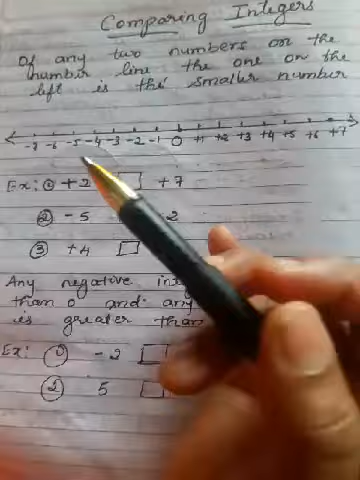 Comparing Integers
Of any two numbers on the
number line the one on the
left is the smaller number
-7 -6 -5 -4 -3 -2 -1 0 +1 +2 +3 +4 +5 +6 +7
Ex: ① +2 □ +7
② -5 2
③ +4 □
Any negative
than 0 and any
is greater than
Ex: ① -2 □
② 5 □